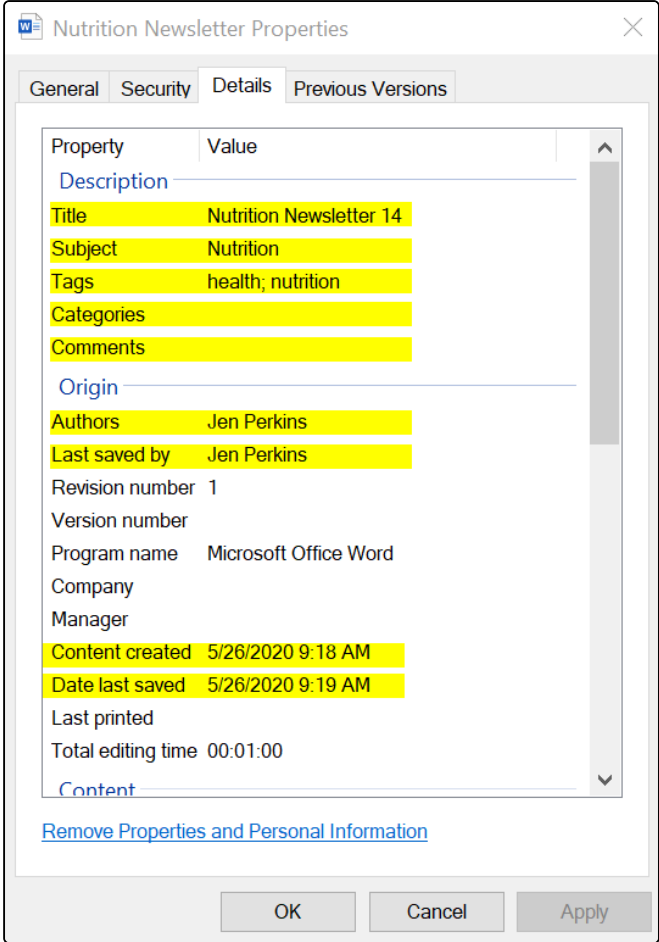 Nutrition Newsletter Properties
General Security Details Previous Versions
Property Value
Description
Title Nutrition Newsletter 14
Subject Nutrition
Tags health; nutrition
Categories
Comments
Origin
Authors Jen Perkins
Last saved by Jen Perkins
Revision number 1
Version number
Program name Microsoft Office Word
Company
Manager
Content created 5/26/2020 9:18 AM
Date last saved 5/26/2020 9:19 AM
Last printed
Total editing time 00:01:00
Content
Remove Properties and Personal Information
OK Cancel Apply